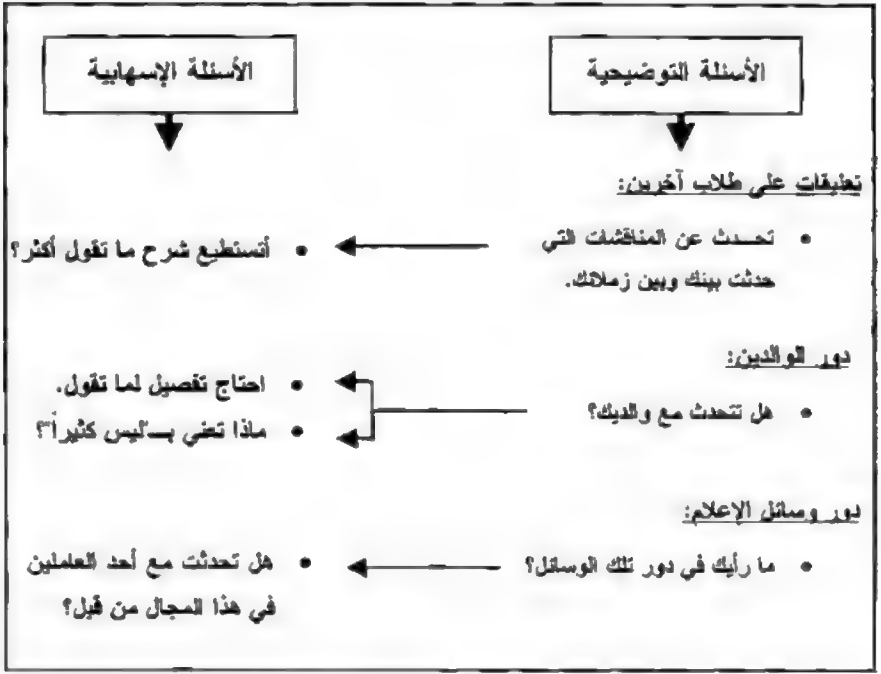 الأسئلة التوضيحية
الأسئلة الإسهابية
تعليقات على طلاب آخرين:
• تحدث عن المناقشات التي
حدثت بينك وبين زملائك.
• أتستطيع شرح ما تقول أكثر؟
دور الوالدين:
• هل تتحدث مع والديك؟
• احتاج تفصيل لما تقول.
• ماذا تعني بـ"ليس كثيراً"؟
دور وسائل الإعلام:
• ما رأيك في دور تلك الوسائل؟
• هل تحدثت مع أحد العاملين
في هذا المجال من قبل؟